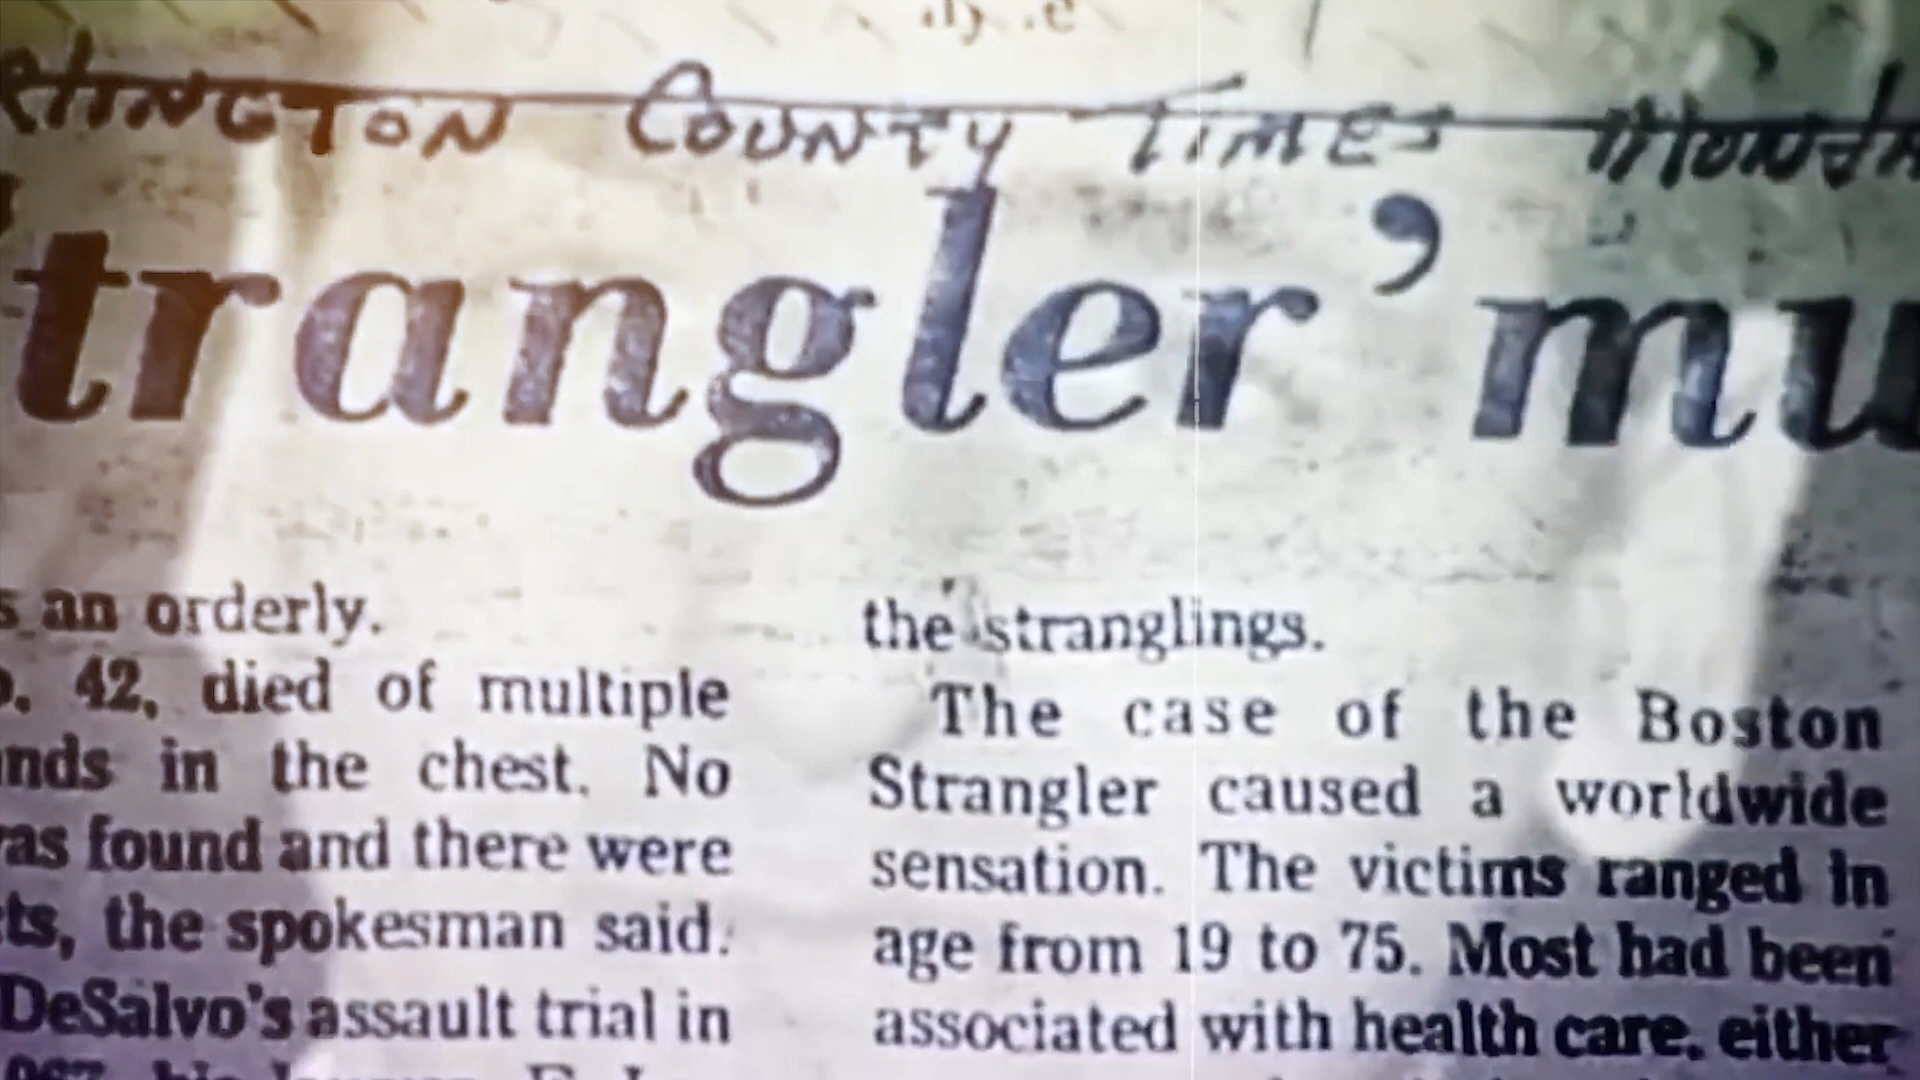 COUNTY TIMES
trangler' mu
s an orderly.
42, died of multiple
nds in the chest. No
as found and there were
ts, the spokesman said.
DeSalvo's assault trial in
the stranglings.
The case of the Boston
Strangler caused a worldwide
sensation. The victims ranged in
age from 19 to 75. Most had been
associated with health care, either